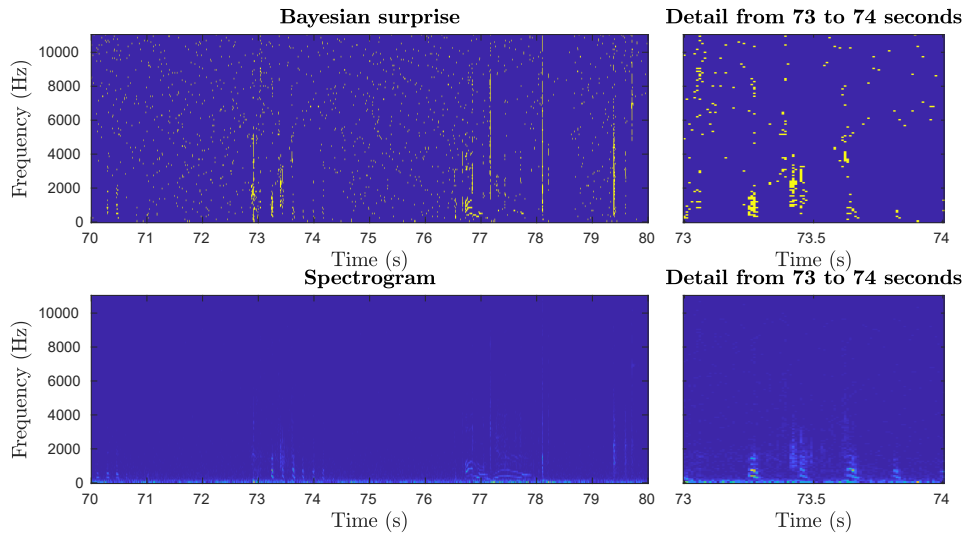 Bayesian surprise
Frequency (Hz)
10000
8000
6000
4000
2000
0
70 71 72 73 74 75 76 77 78 79 80
Time (s)
Detail from 73 to 74 seconds
73 73.5 74
Time (s)
Spectrogram
Frequency (Hz)
10000
8000
6000
4000
2000
0
70 71 72 73 74 75 76 77 78 79 80
Time (s)
Detail from 73 to 74 seconds
73 73.5 74
Time (s)